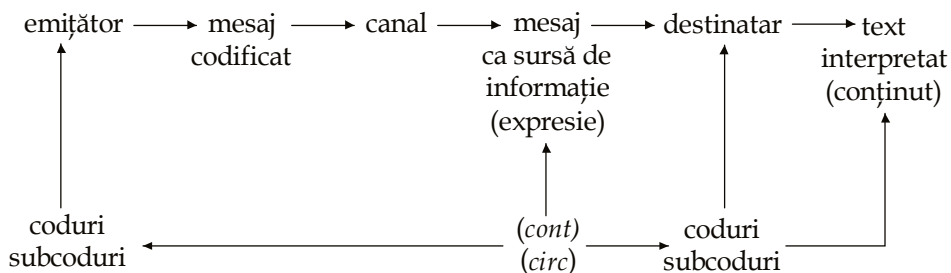 emițător mesaj codificat canal mesaj ca sursă de informație (expresie) destinatar text interpretat (conținut)
coduri subcoduri (cont) (circ) coduri subcoduri